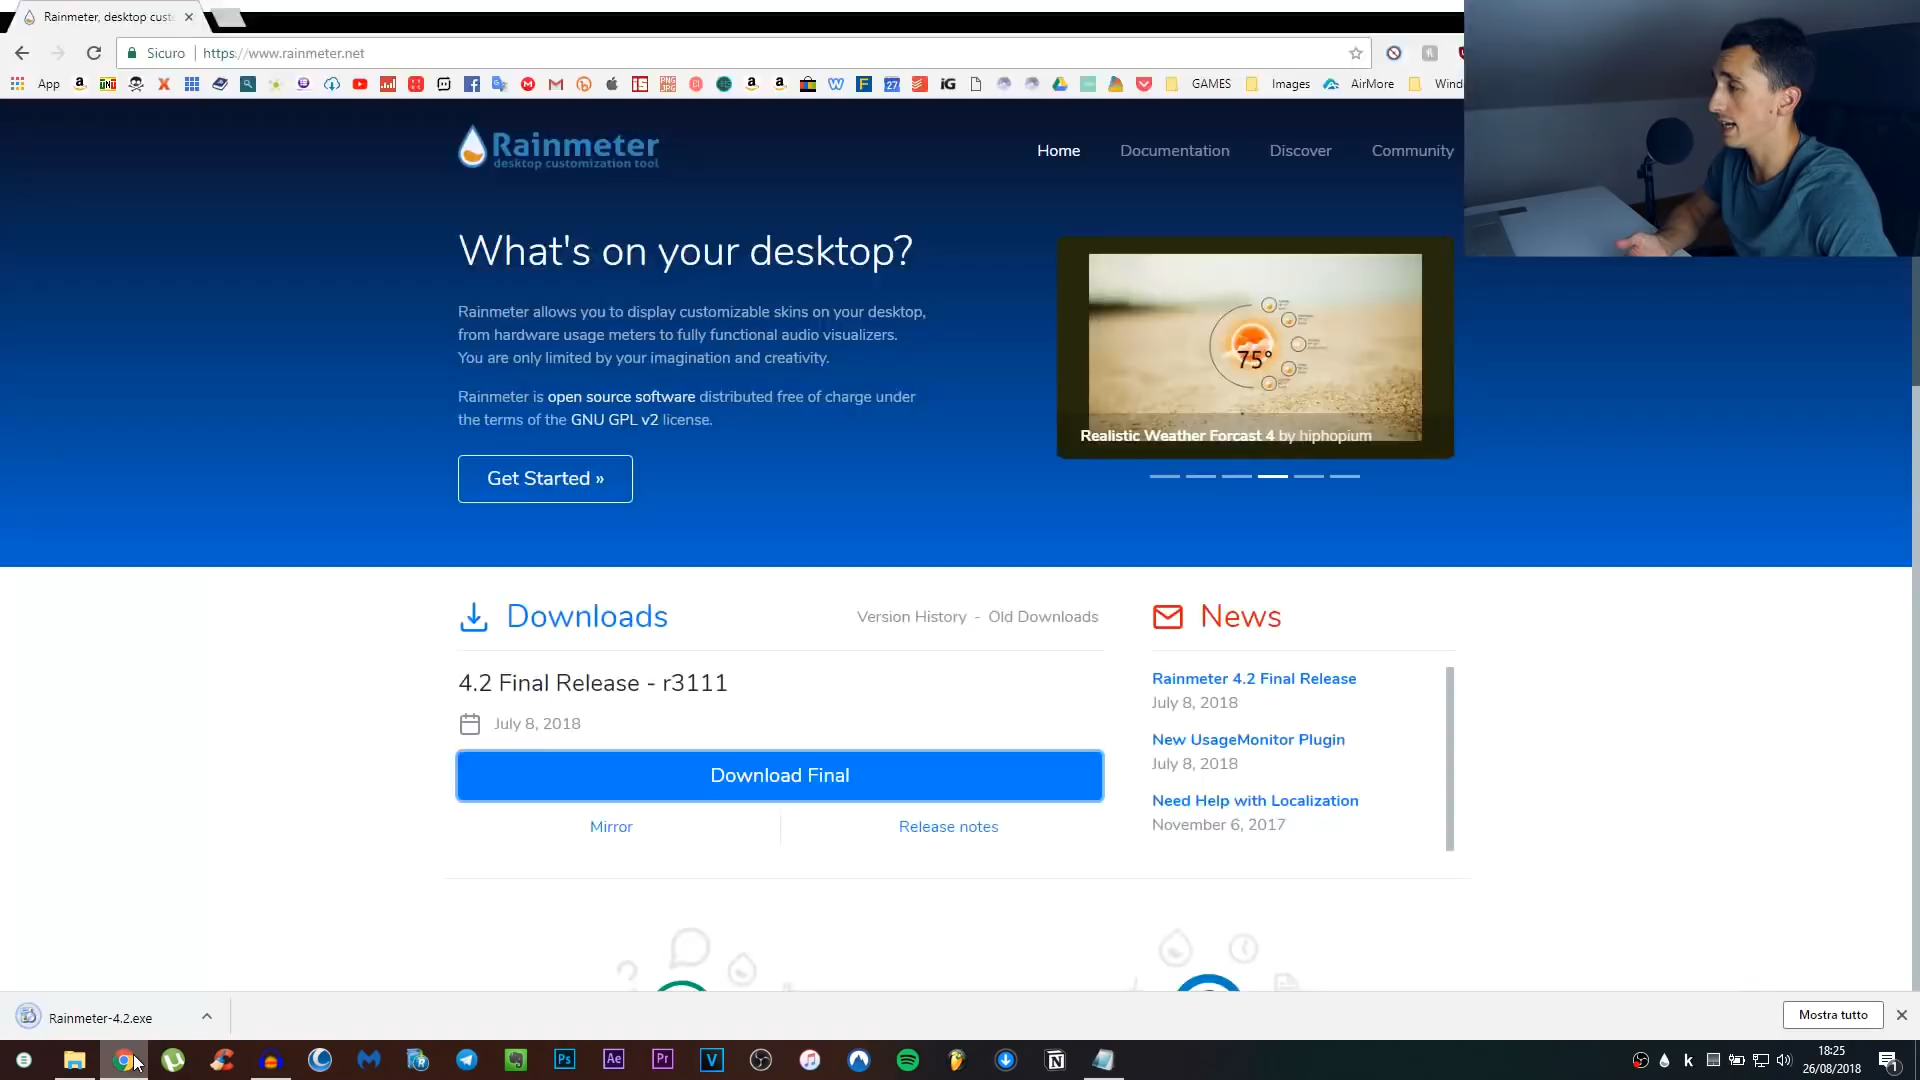 Rainmeter, desktop cust
Sicuro https://www.rainmeter.net
App
GAMES
Images
AirMore
Wind
Rainmeter
desktop customization tool
Home Documentation Discover Community
What's on your desktop?
Rainmeter allows you to display customizable skins on your desktop,
from hardware usage meters to fully functional audio visualizers.
You are only limited by your imagination and creativity.
Rainmeter is open source software distributed free of charge under
the terms of the GNU GPL v2 license.
Get Started »
75°
Realistic Weather Forcast 4 by hiphopium
Downloads
Version History - Old Downloads
4.2 Final Release - r3111
July 8, 2018
Download Final
Mirror
Release notes
News
Rainmeter 4.2 Final Release
July 8, 2018
New UsageMonitor Plugin
July 8, 2018
Need Help with Localization
November 6, 2017
Rainmeter-4.2.exe
Mostra tutto
Ps Ae Pr V N
18:25
26/08/2018